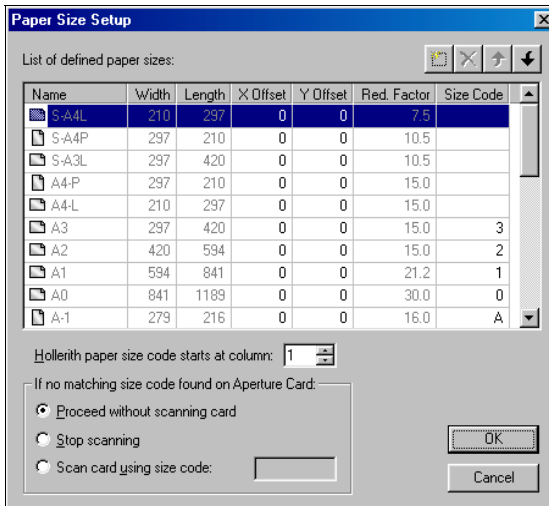 Paper Size Setup
List of defined paper sizes:
Name Width Length X Offset Y Offset Red. Factor Size Code
S-A4L 210 297 0 0 7.5
S-A4P 297 210 0 0 10.5
S-A3L 297 420 0 0 10.5
A4-P 297 210 0 0 15.0
A4-L 210 297 0 0 15.0
A3 297 420 0 0 15.0 3
A2 420 594 0 0 15.0 2
A1 594 841 0 0 21.2 1
A0 841 1189 0 0 30.0 0
A-1 279 216 0 0 16.0 A
Hollerith paper size code starts at column: 1
If no matching size code found on Aperture Card:
Proceed without scanning card
Stop scanning
Scan card using size code:
OK
Cancel